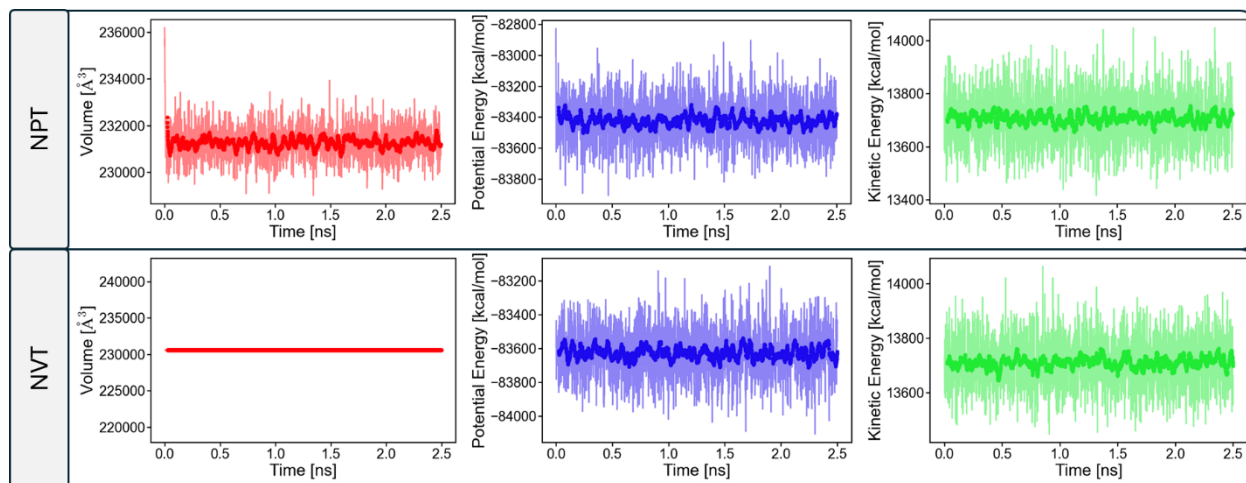 NPT
Volume [Å³]
236000
234000
232000
230000
0.0 0.5 1.0 1.5 2.0 2.5
Time [ns]
Potential Energy [kcal/mol]
−82800
−83000
−83200
−83400
−83600
−83800
0.0 0.5 1.0 1.5 2.0 2.5
Time [ns]
Kinetic Energy [kcal/mol]
14000
13800
13600
13400
0.0 0.5 1.0 1.5 2.0 2.5
Time [ns]
NVT
Volume [Å³]
240000
235000
230000
225000
220000
0.0 0.5 1.0 1.5 2.0 2.5
Time [ns]
Potential Energy [kcal/mol]
−83200
−83400
−83600
−83800
−84000
0.0 0.5 1.0 1.5 2.0 2.5
Time [ns]
Kinetic Energy [kcal/mol]
14000
13800
13600
0.0 0.5 1.0 1.5 2.0 2.5
Time [ns]